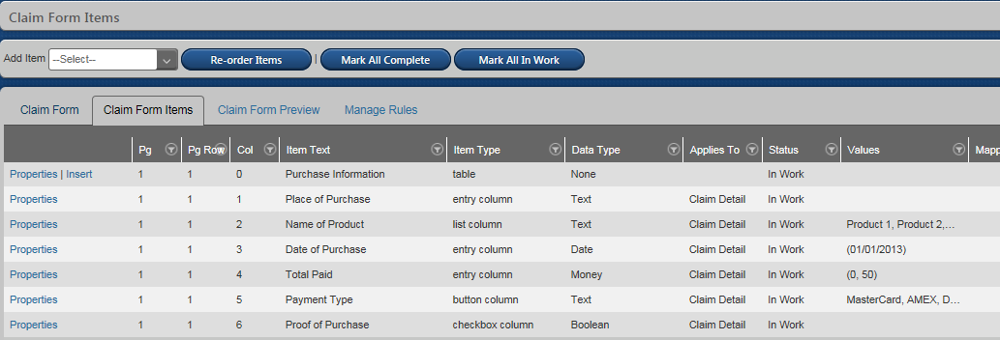 Claim Form Items
Add Item --Select-- Re-order Items | Mark All Complete Mark All In Work
Claim Form Claim Form Items Claim Form Preview Manage Rules
Pg Pg Row Col Item Text Item Type Data Type Applies To Status Values Mapp
Properties | Insert 1 1 0 Purchase Information table None In Work
Properties 1 1 1 Place of Purchase entry column Text Claim Detail In Work
Properties 1 1 2 Name of Product list column Text Claim Detail In Work Product 1, Product 2,...
Properties 1 1 3 Date of Purchase entry column Date Claim Detail In Work (01/01/2013)
Properties 1 1 4 Total Paid entry column Money Claim Detail In Work (0, 50)
Properties 1 1 5 Payment Type button column Text Claim Detail In Work MasterCard, AMEX, D...
Properties 1 1 6 Proof of Purchase checkbox column Boolean Claim Detail In Work